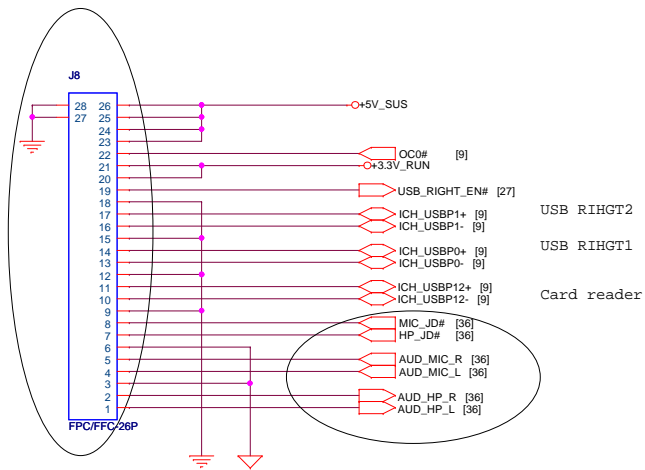 J8
28 26 +5V_SUS
27 25
24
23
22 OC0# [9]
21 +3.3V_RUN
20
19 USB_RIGHT_EN# [27]
18
17 ICH_USBP1+ [9] USB RIHGT2
16 ICH_USBP1- [9]
15
14 ICH_USBP0+ [9] USB RIHGT1
13 ICH_USBP0- [9]
12
11 ICH_USBP12+ [9] Card reader
10 ICH_USBP12- [9]
9
8 MIC_JD# [36]
7 HP_JD# [36]
6
5 AUD_MIC_R [36]
4 AUD_MIC_L [36]
3
2 AUD_HP_R [36]
1 AUD_HP_L [36]
FPC/FFC-26P